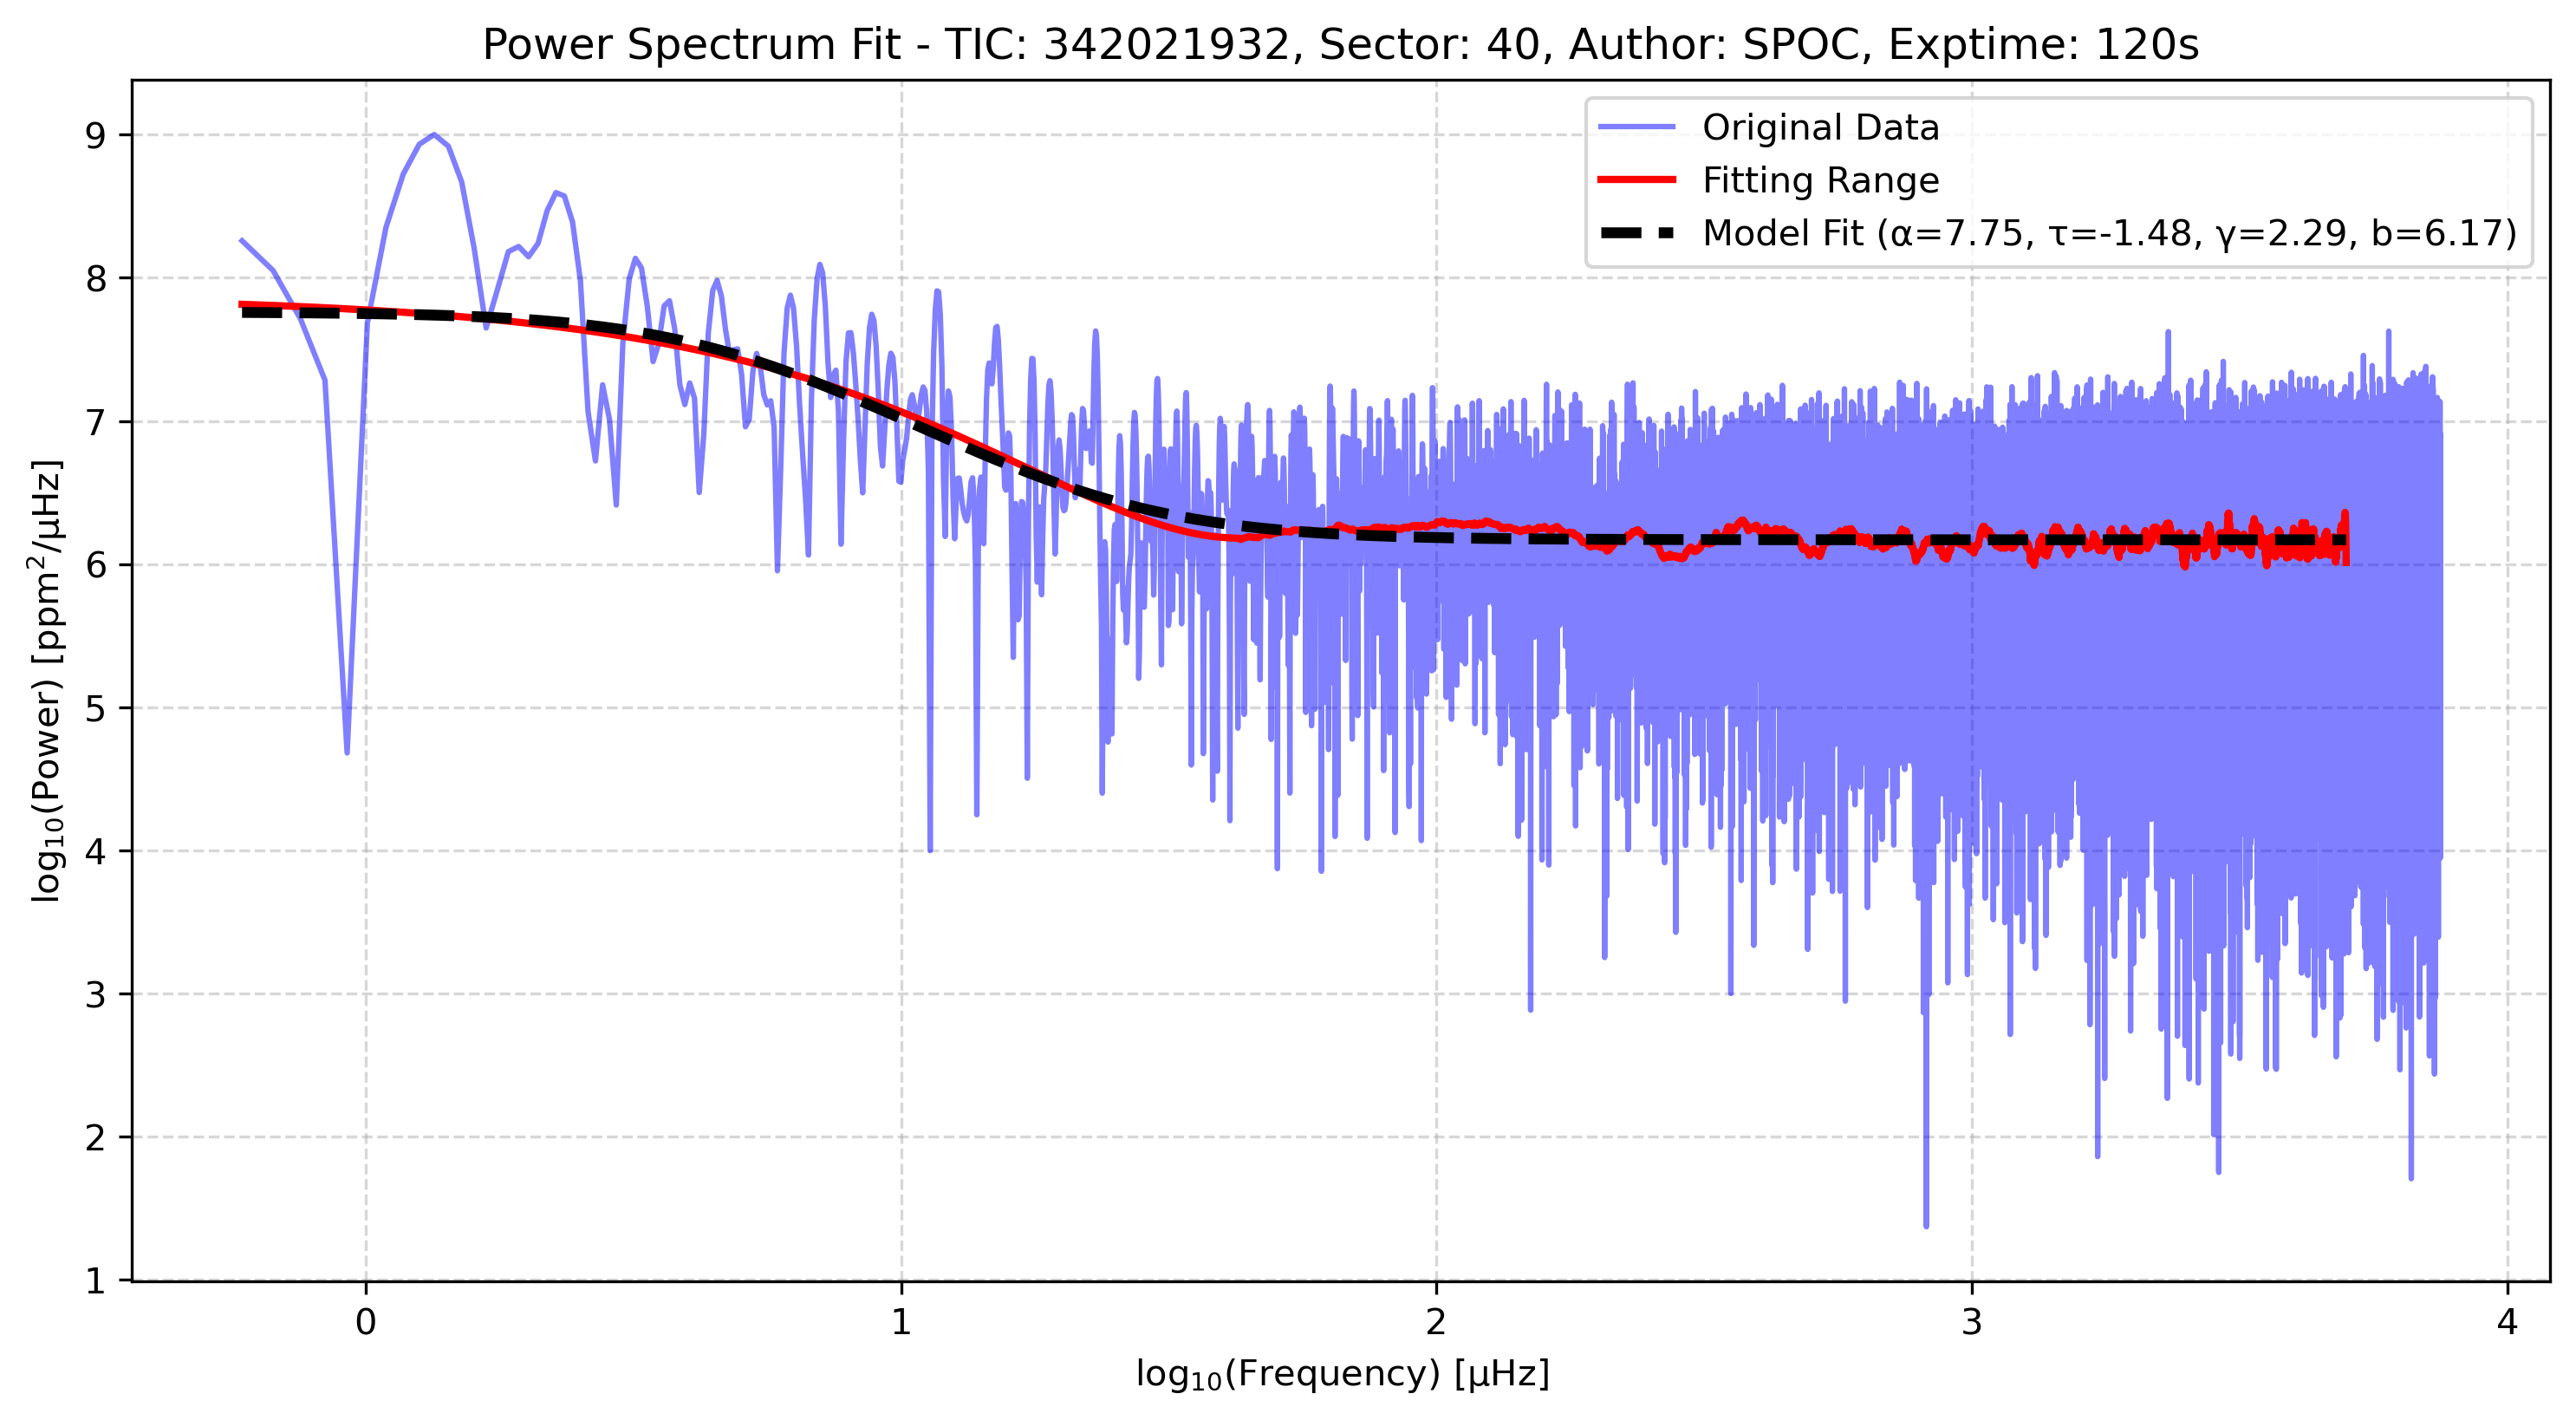 Power Spectrum Fit - TIC: 342021932, Sector: 40, Author: SPOC, Exptime: 120s
Original Data
Fitting Range
Model Fit (α=7.75, τ=-1.48, γ=2.29, b=6.17)
log₁₀(Power) [ppm²/μHz]
9
8
7
6
5
4
3
2
1
0 1 2 3 4
log₁₀(Frequency) [μHz]